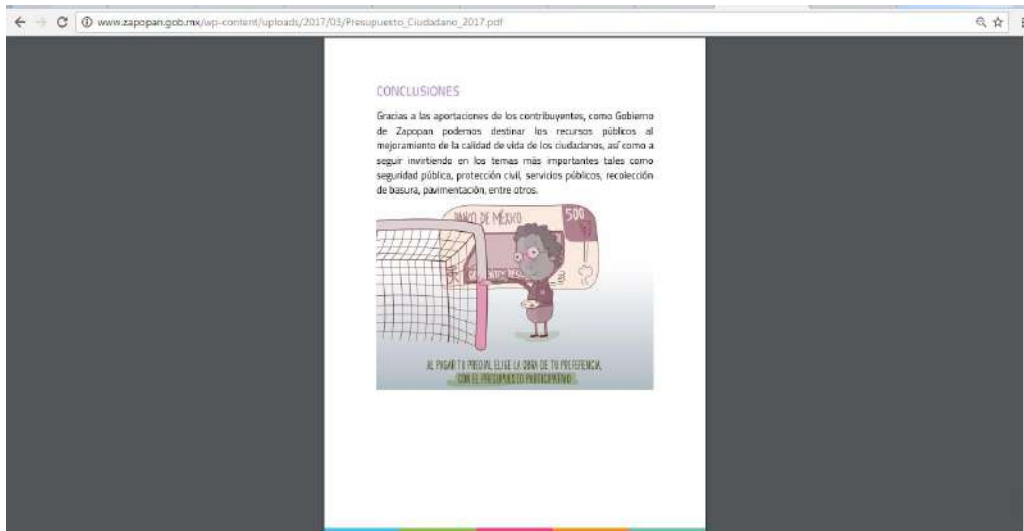 www.zapopan.gob.mx/wp-content/uploads/2017/03/Presupuesto_Ciudadano_2017.pdf
CONCLUSIONES
Gracias a las aportaciones de los contribuyentes, como Gobierno
de Zapopan podemos destinar los recursos públicos al
mejoramiento de la calidad de vida de los ciudadanos, así como a
seguir invirtiendo en los temas más importantes tales como
seguridad pública, protección civil, servicios públicos, recolección
de basura, pavimentación, entre otros.
BANCO DE MÉXICO
500
AL PAGAR TU PREDIAL ELIGE LA OBRA DE TU PREFERENCIA,
CON EL PRESUPUESTO PARTICIPATIVO